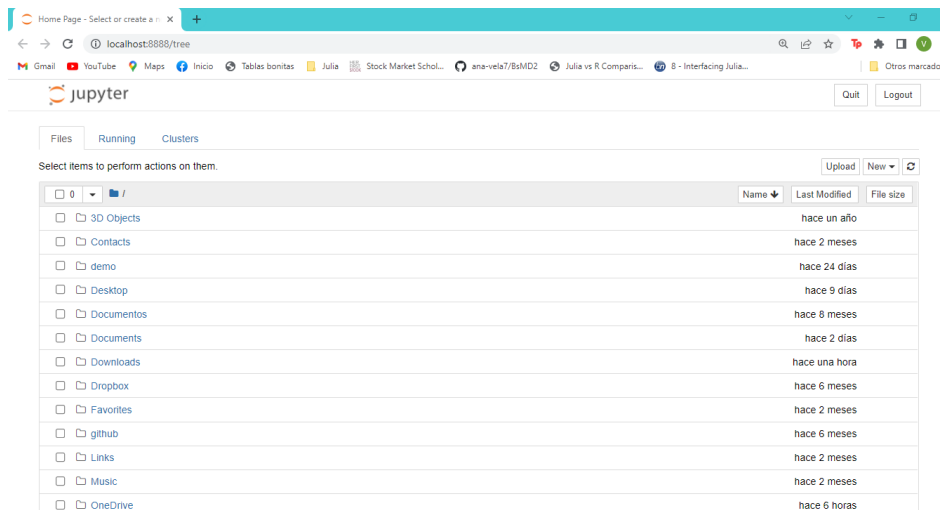 Home Page - Select or create a n
localhost:8888/tree
Tp
V
Gmail YouTube Maps Inicio Tablas bonitas Julia Stock Market Schol... ana-vela7/BsMD2 Julia vs R Comparis... 8 - Interfacing Julia... Otros marcado
jupyter Quit Logout
Files Running Clusters
Select items to perform actions on them. Upload New
0 / Name Last Modified File size
3D Objects hace un año
Contacts hace 2 meses
demo hace 24 días
Desktop hace 9 días
Documentos hace 8 meses
Documents hace 2 días
Downloads hace una hora
Dropbox hace 6 meses
Favorites hace 2 meses
github hace 6 meses
Links hace 2 meses
Music hace 2 meses
OneDrive hace 6 horas